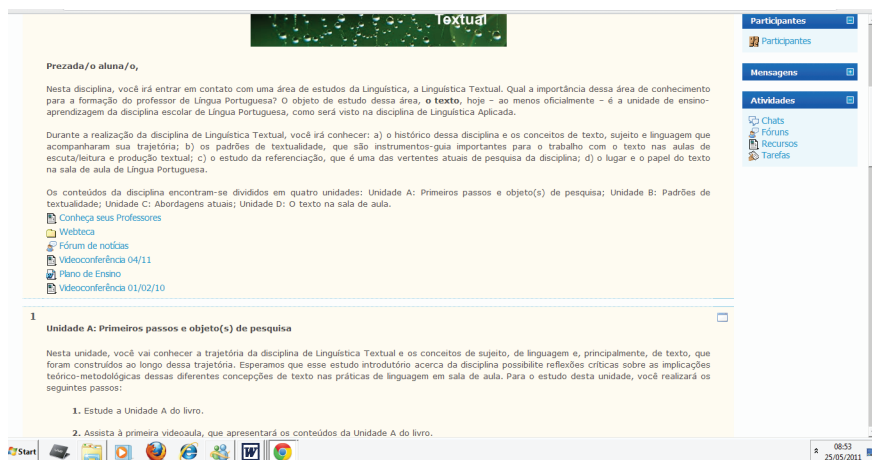 Textual
Prezada/o aluna/o,
Nesta disciplina, você irá entrar em contato com uma área de estudos da Linguística, a Linguística Textual. Qual a importância dessa área de conhecimento
para a formação do professor de Língua Portuguesa? O objeto de estudo dessa área, o texto, hoje – ao menos oficialmente – é a unidade de ensino-
aprendizagem da disciplina escolar de Língua Portuguesa, como será visto na disciplina de Linguística Aplicada.
Durante a realização da disciplina de Linguística Textual, você irá conhecer: a) o histórico dessa disciplina e os conceitos de texto, sujeito e linguagem que
acompanharam sua trajetória; b) os padrões de textualidade, que são instrumentos-guia importantes para o trabalho com o texto nas aulas de
escuta/leitura e produção textual; c) o estudo da referenciação, que é uma das vertentes atuais de pesquisa da disciplina; d) o lugar e o papel do texto
na sala de aula de Língua Portuguesa.
Os conteúdos da disciplina encontram-se divididos em quatro unidades: Unidade A: Primeiros passos e objeto(s) de pesquisa; Unidade B: Padrões de
textualidade; Unidade C: Abordagens atuais; Unidade D: O texto na sala de aula.
Conheça seus Professores
Webteca
Fórum de notícias
Videoconferência 04/11
Plano de Ensino
Videoconferência 01/02/10
1
Unidade A: Primeiros passos e objeto(s) de pesquisa
Nesta unidade, você vai conhecer a trajetória da disciplina de Linguística Textual e os conceitos de sujeito, de linguagem e, principalmente, de texto, que
foram construídos ao longo dessa trajetória. Esperamos que esse estudo introdutório acerca da disciplina possibilite reflexões críticas sobre as implicações
teórico-metodológicas dessas diferentes concepções de texto nas práticas de linguagem em sala de aula. Para o estudo desta unidade, você realizará os
seguintes passos:
1. Estude a Unidade A do livro.
2. Assista à primeira videoaula, que apresentará os conteúdos da Unidade A do livro.
Participantes
Participantes
Mensagens
Atividades
Chats
Fóruns
Recursos
Tarefas
Start
08:53
25/05/2011